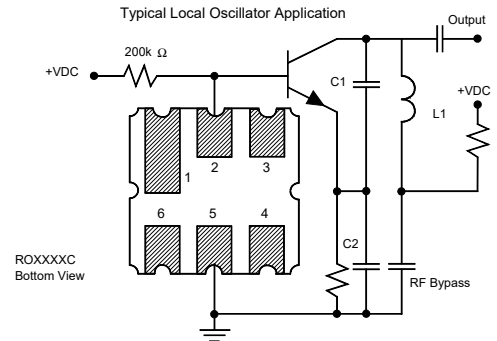 Typical Local Oscillator Application
Output
200k Ω
+VDC
C1
+VDC
L1
1
2
3
6
5
4
C2
ROXXXXC
Bottom View
RF Bypass